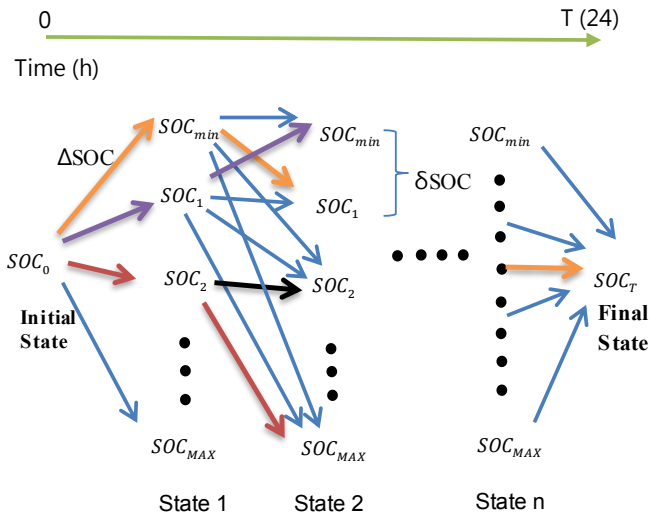 0
T (24)
Time (h)
SOC_min
SOC_min
SOC_min
ΔSOC
δSOC
SOC_1
SOC_1
SOC_0
SOC_2
SOC_2
SOC_T
Initial
State
Final
State
SOC_MAX
SOC_MAX
SOC_MAX
State 1
State 2
State n